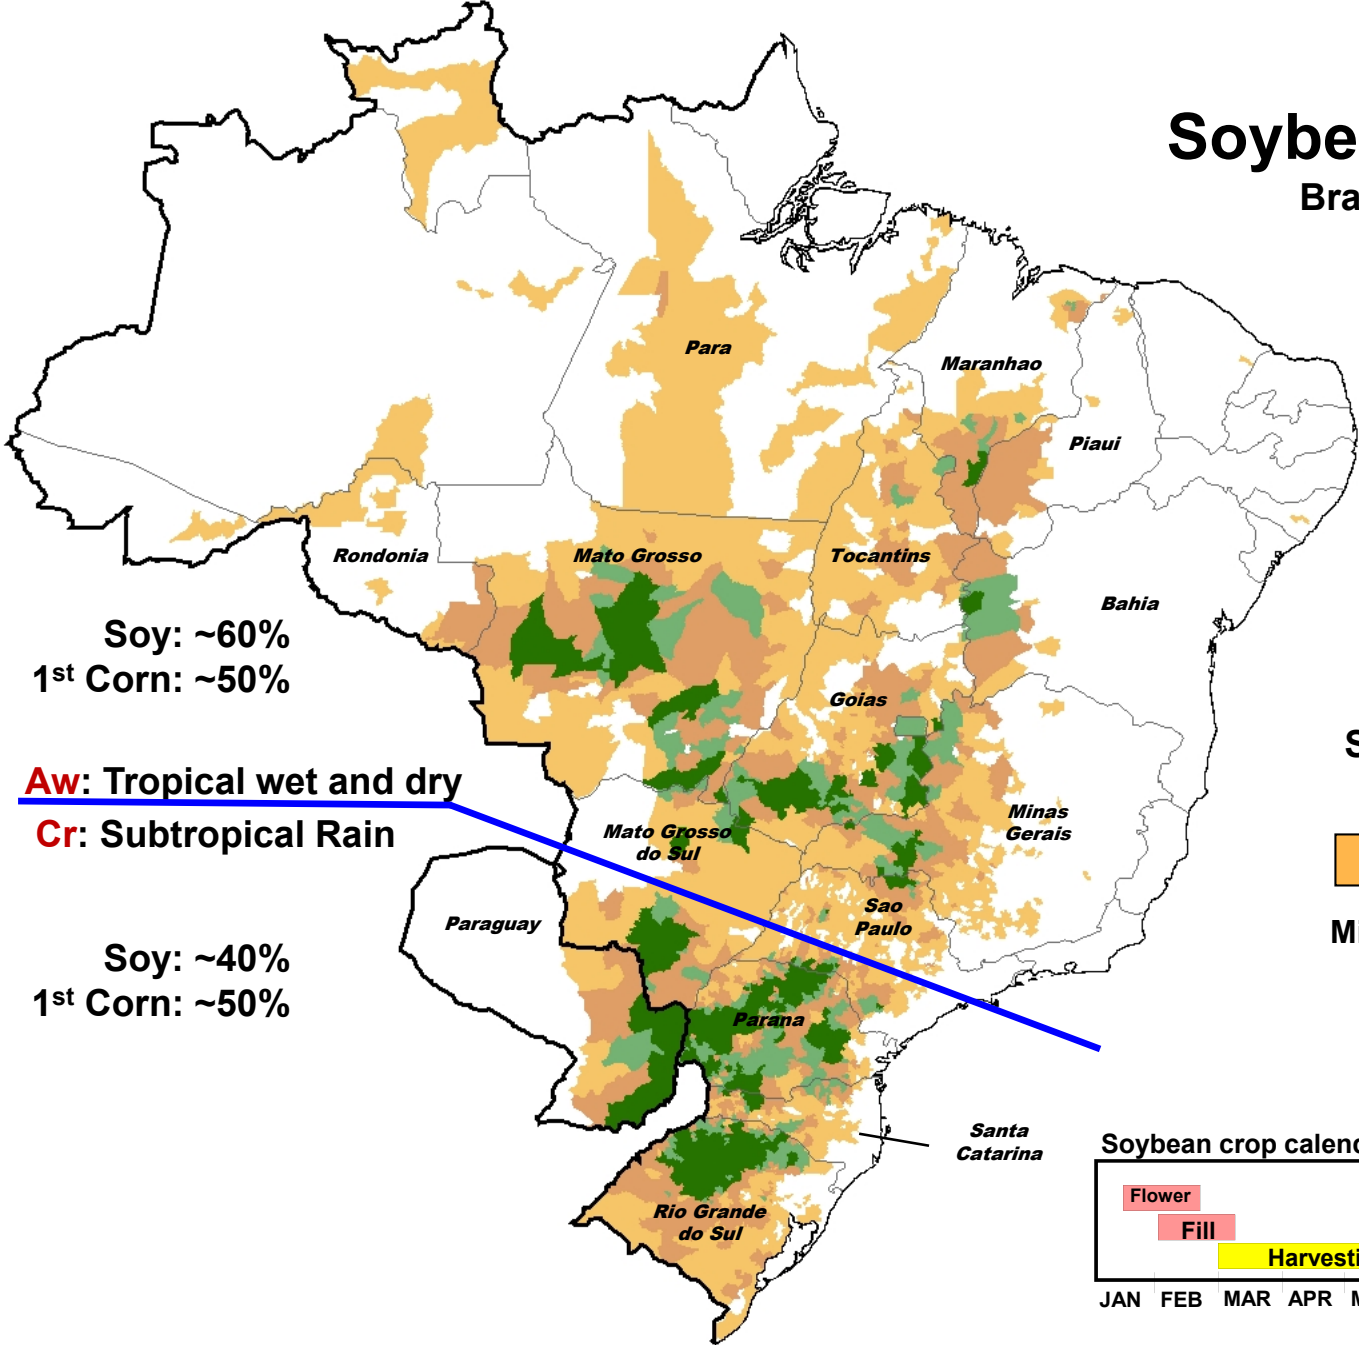 Soybe
Bra
Para
Maranhao
Piaui
Rondonia
Mato Grosso
Tocantins
Bahia
Soy: ~60%
1st Corn: ~50%
Goias
S
Aw: Tropical wet and dry
Cr: Subtropical Rain
Mato Grosso
do Sul
Minas
Gerais
Paraguay
Sao
Paulo
Mi
Soy: ~40%
1st Corn: ~50%
Parana
Santa
Catarina
Rio Grande
do Sul
Soybean crop calend
Flower
Fill
Harvesti
JAN FEB MAR APR M